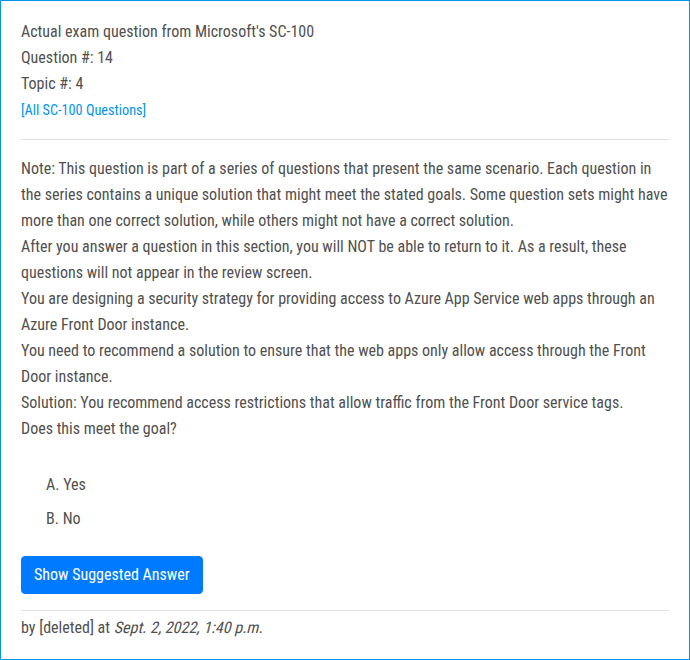 Actual exam question from Microsoft's SC-100
Question #: 14
Topic #: 4
[All SC-100 Questions]
Note: This question is part of a series of questions that present the same scenario. Each question in
the series contains a unique solution that might meet the stated goals. Some question sets might have
more than one correct solution, while others might not have a correct solution.
After you answer a question in this section, you will NOT be able to return to it. As a result, these
questions will not appear in the review screen.
You are designing a security strategy for providing access to Azure App Service web apps through an
Azure Front Door instance.
You need to recommend a solution to ensure that the web apps only allow access through the Front
Door instance.
Solution: You recommend access restrictions that allow traffic from the Front Door service tags.
Does this meet the goal?
A. Yes
B. No
Show Suggested Answer
by [deleted] at Sept. 2, 2022, 1:40 p.m.